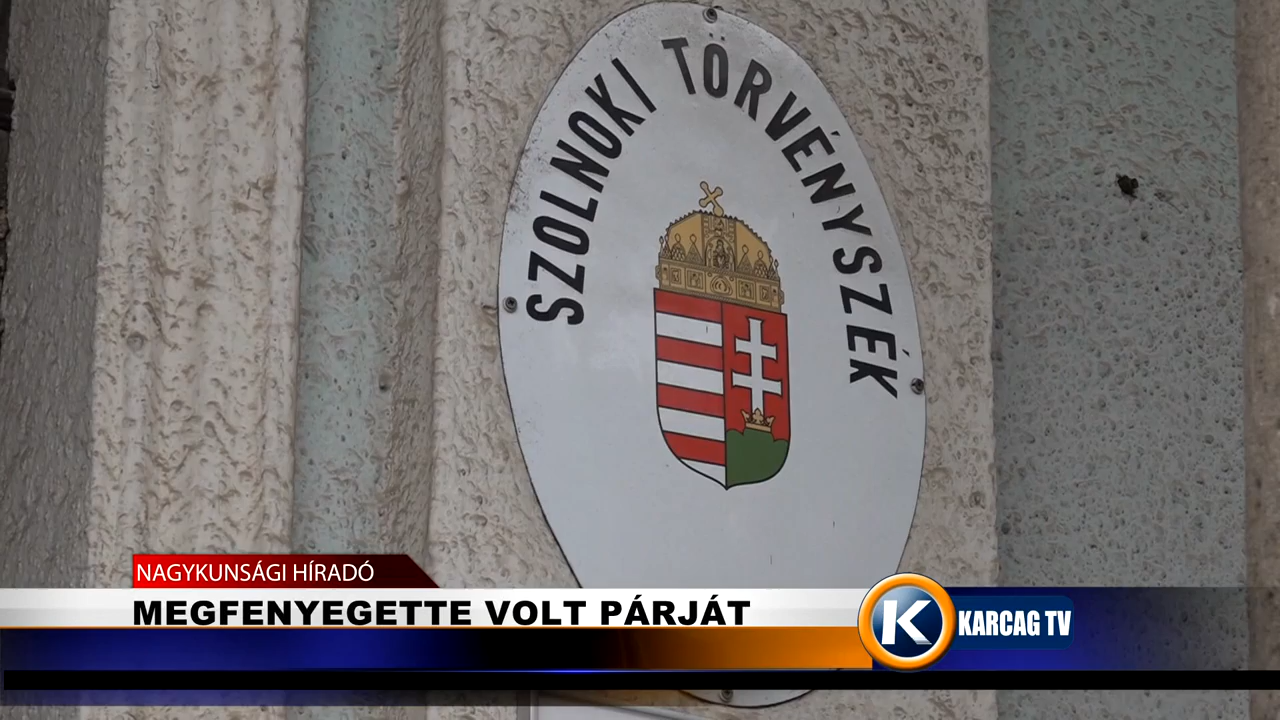 SZOLNOKI TÖRVÉNYSZÉK
NAGYKUNSÁGI HÍRADÓ
MEGFENYEGETTE VOLT PÁRJÁT
K KARCAG TV